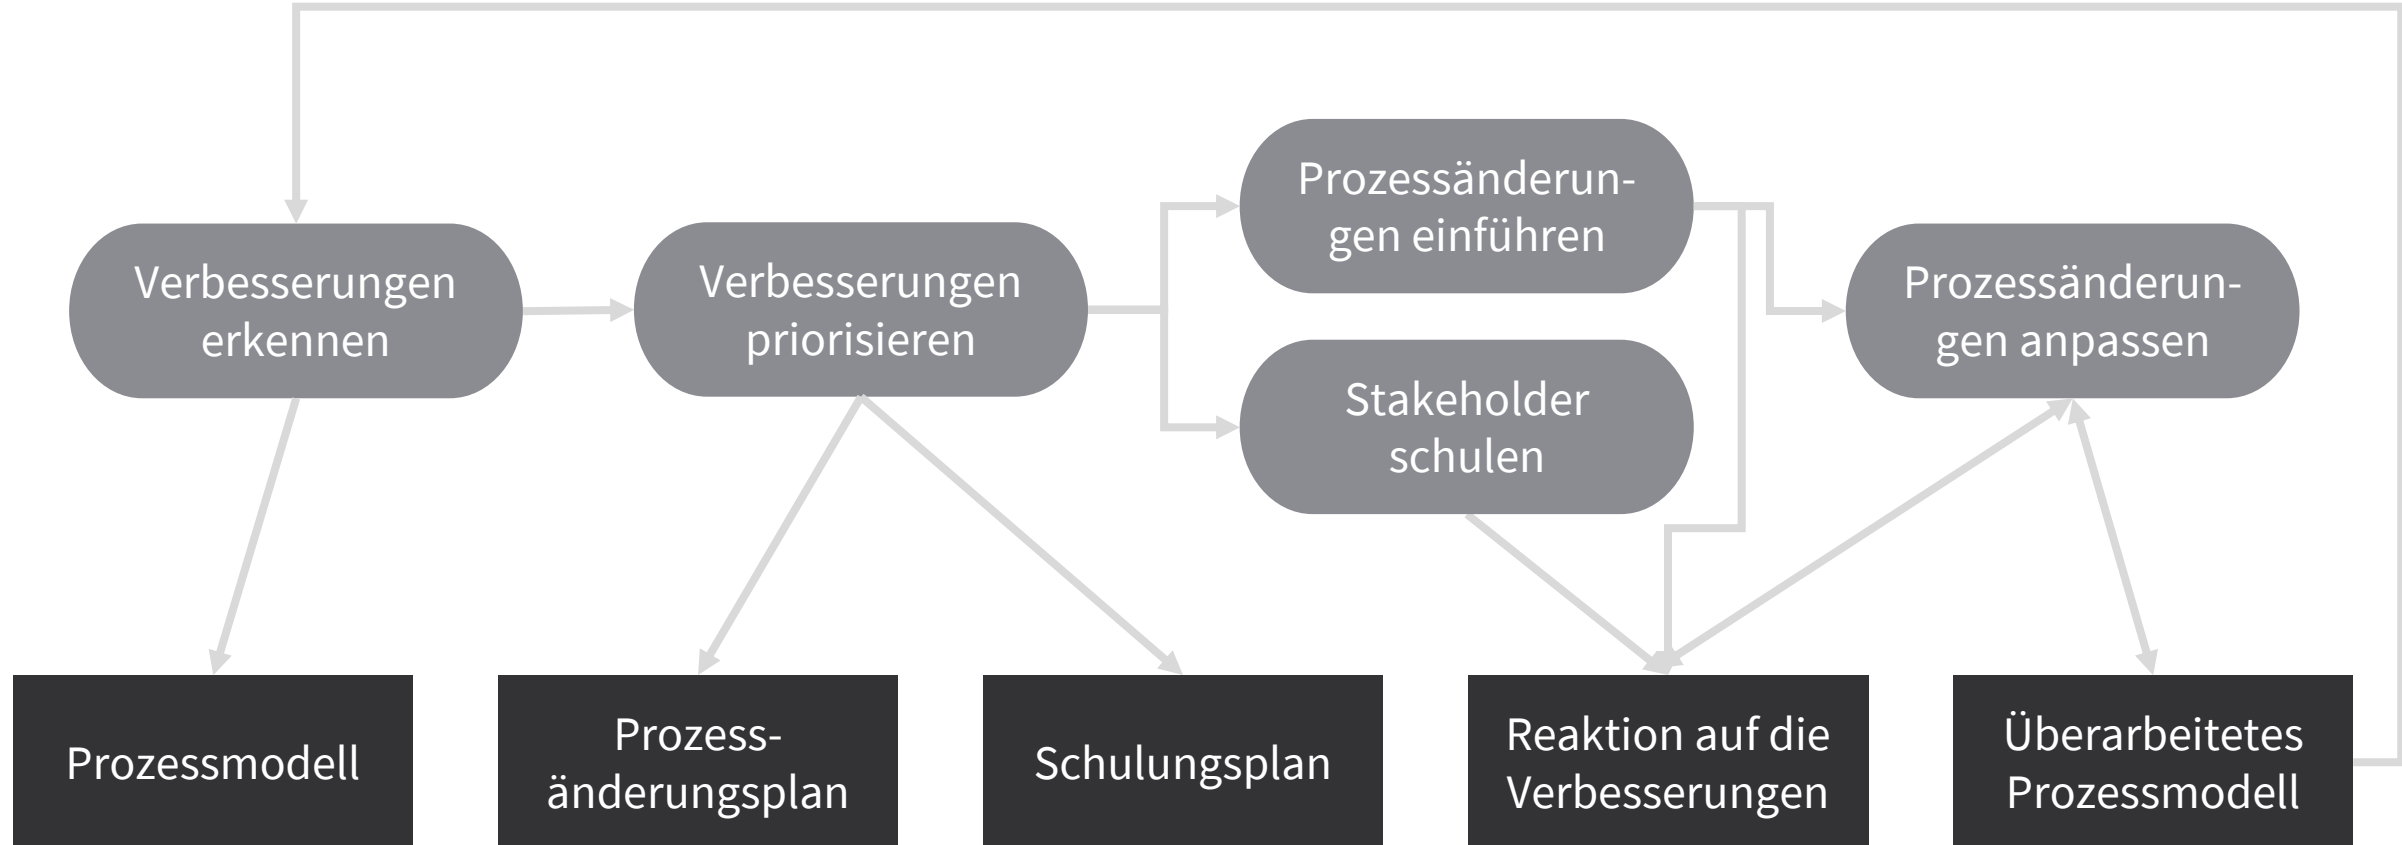 Prozessänderun-
gen einführen
Verbesserungen
erkennen
Verbesserungen
priorisieren
Prozessänderun-
gen anpassen
Stakeholder
schulen
Prozessmodell
Prozess-
änderungsplan
Schulungsplan
Reaktion auf die
Verbesserungen
Überarbeitetes
Prozessmodell